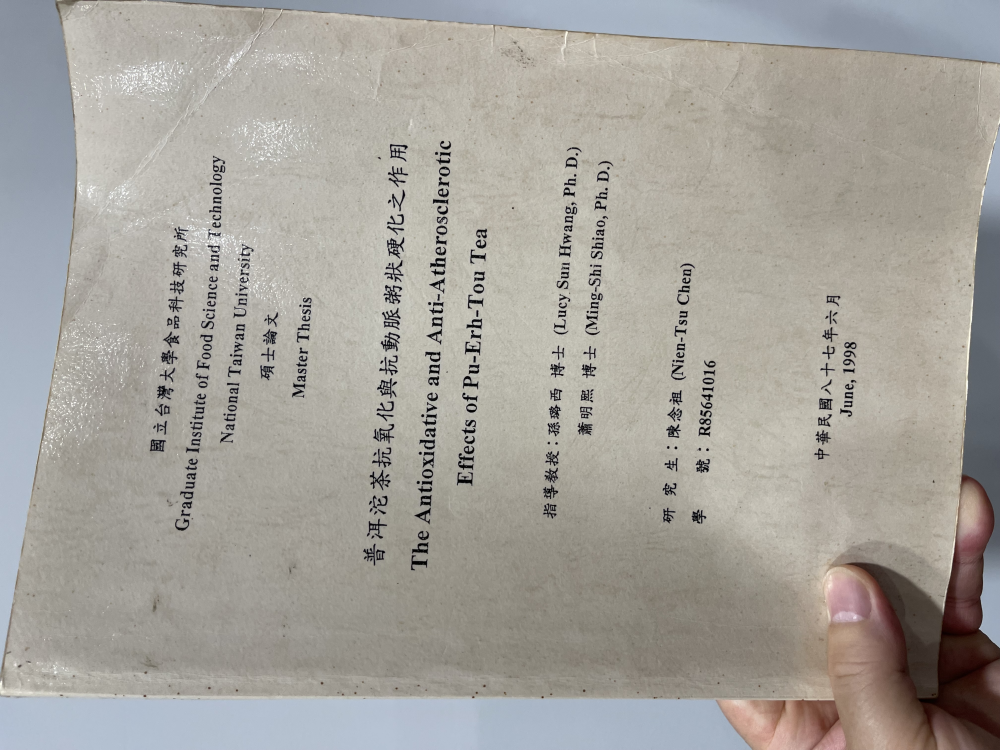 國立台灣大學食品科技研究所
Graduate Institute of Food Science and Technology
National Taiwan University
碩士論文
Master Thesis
普洱沱茶抗氧化與抗動脈粥狀硬化之作用
The Antioxidative and Anti-Atherosclerotic
Effects of Pu-Erh-Tou Tea
指導教授：孫璐西 博士 (Lucy Sun Hwang, Ph. D.)
蕭明熙 博士 (Ming-Shi Shiao, Ph. D.)
研 究 生：陳念祖 (Nien-Tsu Chen)
學 號：R85641016
中華民國八十七年六月
June, 1998